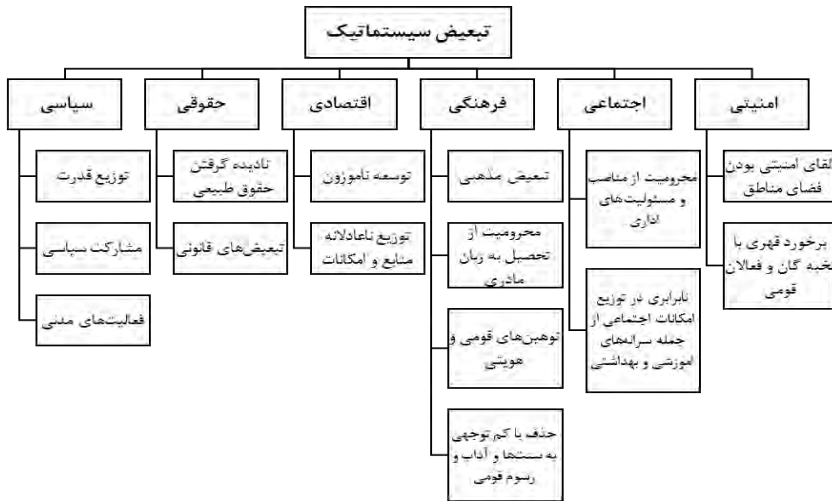 تبعیض سیستماتیک
امنیتی
اجتماعی
فرهنگی
اقتصادی
حقوقی
سیاسی
القای امنیتی بودن
فضای مناطق
برخورد قهری با
نخبه گان و فعالان
قومی
محرومیت از مناصب
و مسئولیت‌های
اداری
نابرابری در توزیع
امکانات اجتماعی از
جمله سرانه‌های
آموزشی و بهداشتی
تبعیض مذهبی
محرومیت از
تحصیل به زبان
مادری
توهین‌های قومی و
هویتی
حذف یا کم توجهی
به سنت‌ها و آداب و
رسوم قومی
توسعه ناموزون
توزیع ناعادلانه
منابع و امکانات
نادیده گرفتن
حقوق طبیعی
تبعیض‌های قانونی
توزیع قدرت
مشارکت سیاسی
فعالیت‌های مدنی